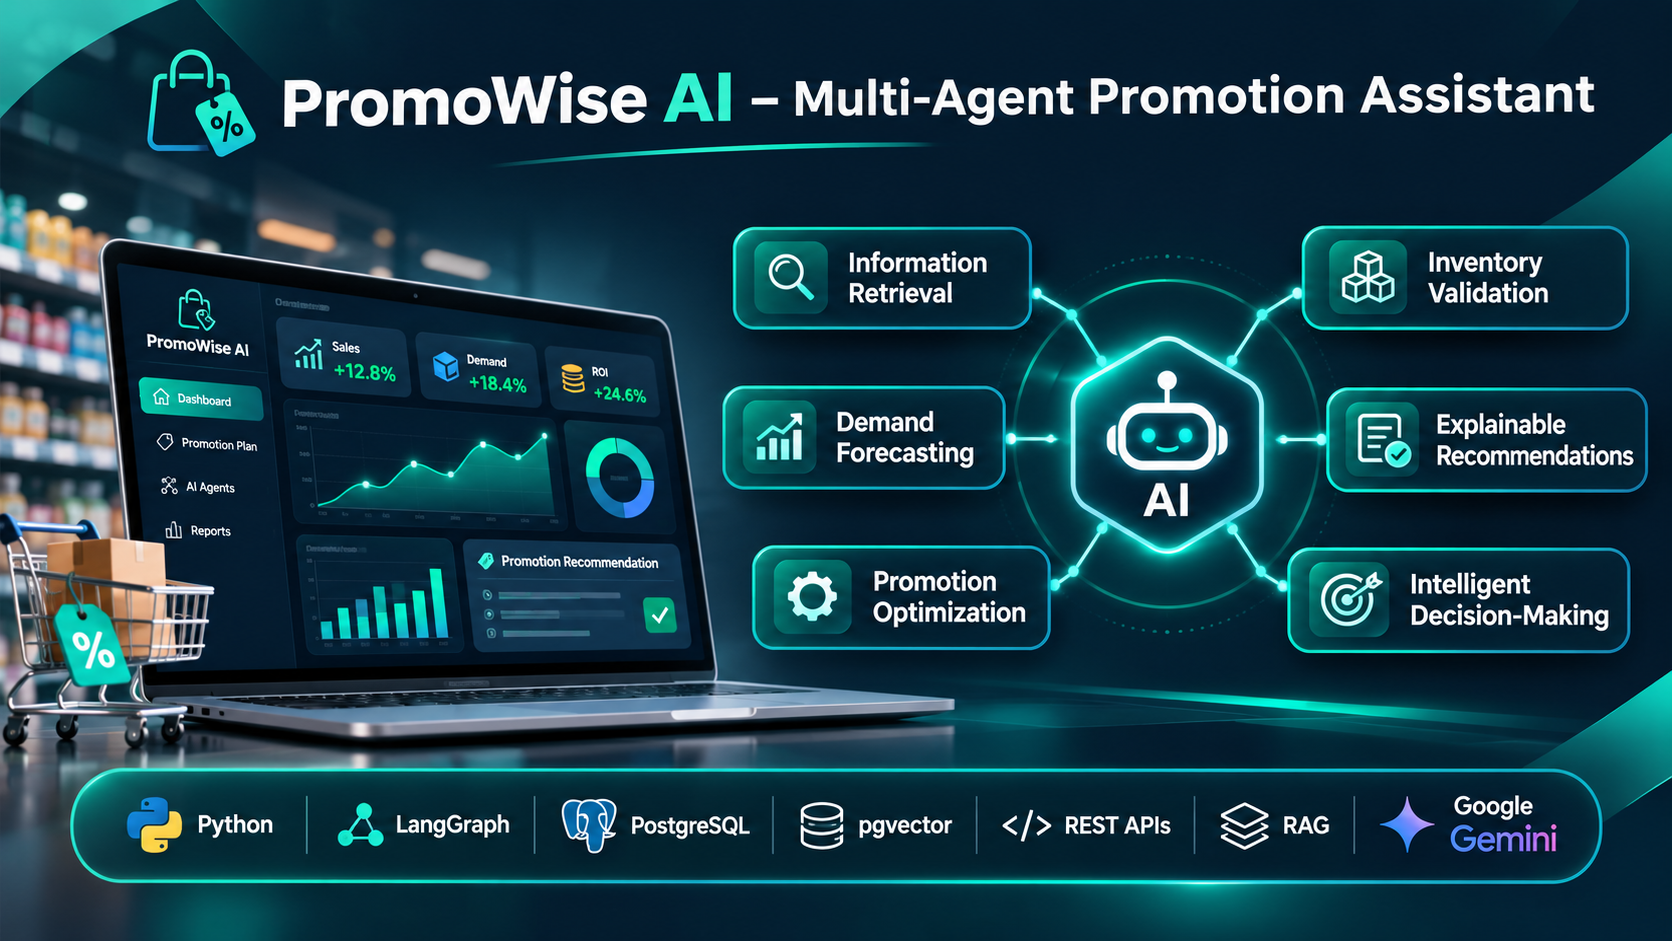 PromoWise AI – Multi-Agent Promotion Assistant
PromoWise AI
Dashboard
Promotion Plan
AI Agents
Reports
Sales
+12.8%
Demand
+18.4%
ROI
+24.6%
Promotion Recommendation
%
%
Information
Retrieval
Demand
Forecasting
Promotion
Optimization
AI
Inventory
Validation
Explainable
Recommendations
Intelligent
Decision-Making
Python
LangGraph
PostgreSQL
pgvector
</> REST APIs
RAG
Google
Gemini